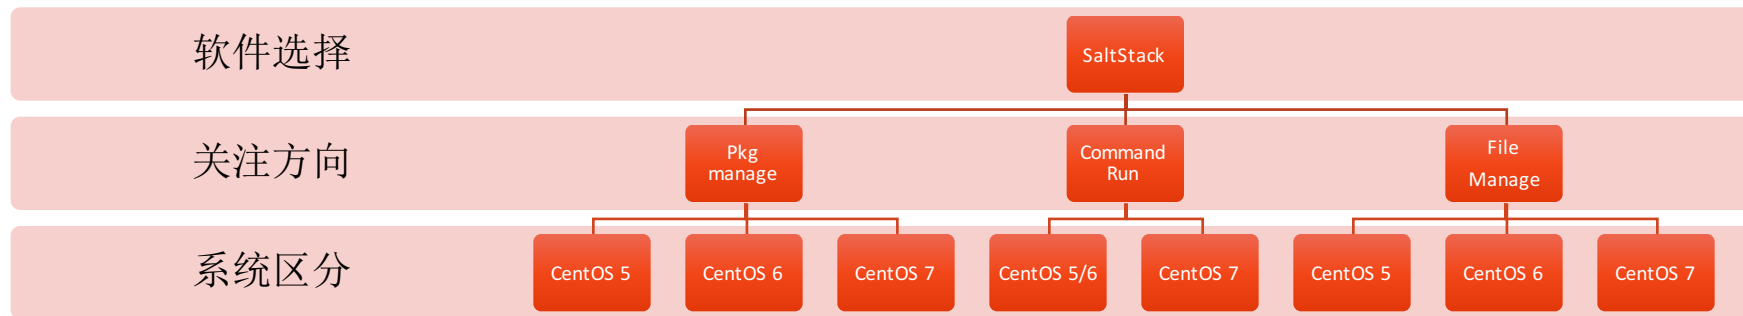 软件选择
SaltStack
关注方向
Pkg
manage
Command
Run
File
Manage
系统区分
CentOS 5
CentOS 6
CentOS 7
CentOS 5/6
CentOS 7
CentOS 5
CentOS 6
CentOS 7